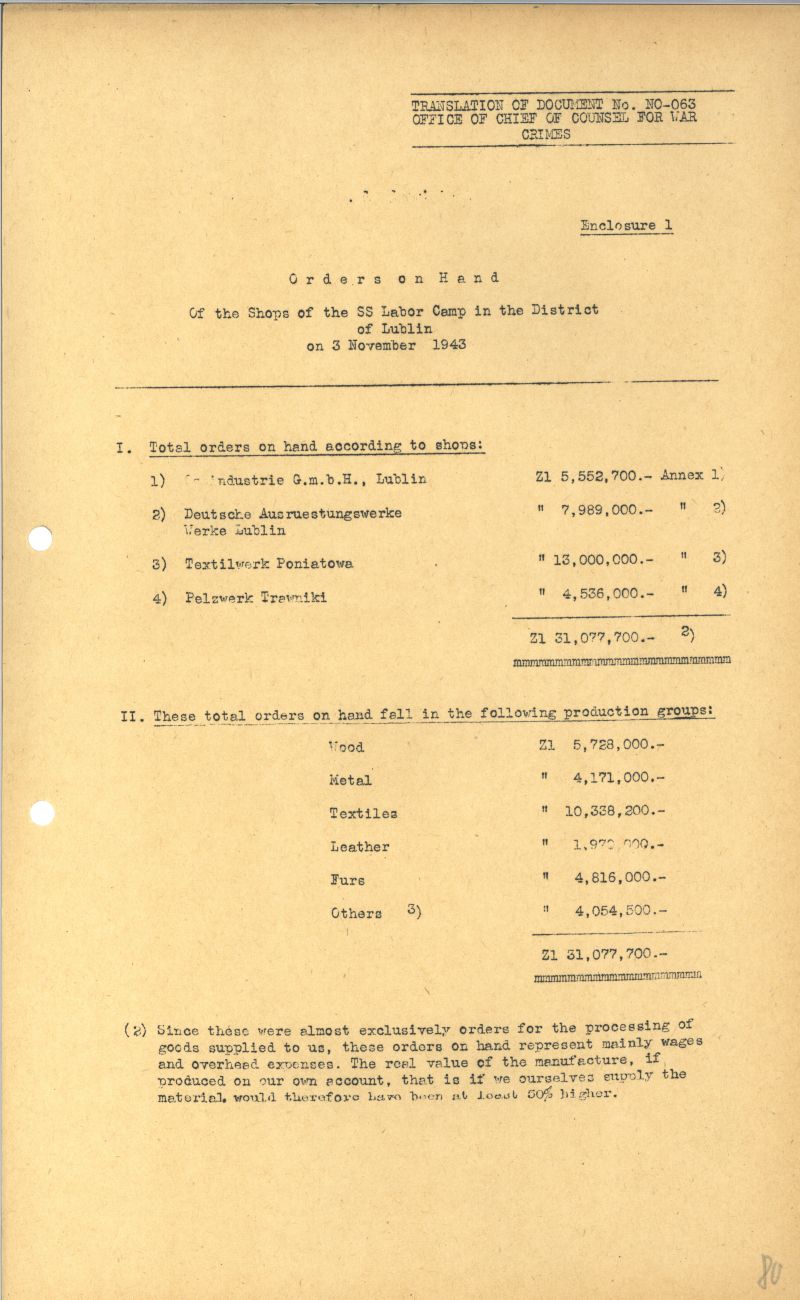 TRANSLATION OF DOCUMENT No. NO-063
OFFICE OF CHIEF OF COUNSEL FOR WAR
CRIMES
Enclosure 1
Orders on Hand
Of the Shops of the SS Labor Camp in the District
of Lublin
on 3 November 1943
I. Total orders on hand according to shops:
1) industrie G.m.b.H., Lublin Zl 5,552,700.- Annex 1)
2) Deutsche Ausruestungswerke " 7,989,000.- " 2)
Werke Lublin
3) Textilwerk Poniatowa " 13,000,000.- " 3)
4) Pelzwerk Trawniki " 4,536,000.- " 4)
Zl 31,077,700.- 2)
mmmmmmmmmmmmmmmmmmmmmmm
II. These total orders on hand fall in the following production groups:
Wood Zl 5,728,000.-
Metal " 4,171,000.-
Textiles " 10,338,200.-
Leather "
Furs " 4,816,000.-
Others 3) " 4,054,500.-
Zl 31,077,700.-
mmmmmmmmmmmmmmmmmm
(2) Since these were almost exclusively orders for the processing of
goods supplied to us, these orders on hand represent mainly wages
and overhead expenses. The real value of the manufacture, if
produced on our own account, that is if we ourselves supply the
material, would therefore have been at least 50% higher.
80